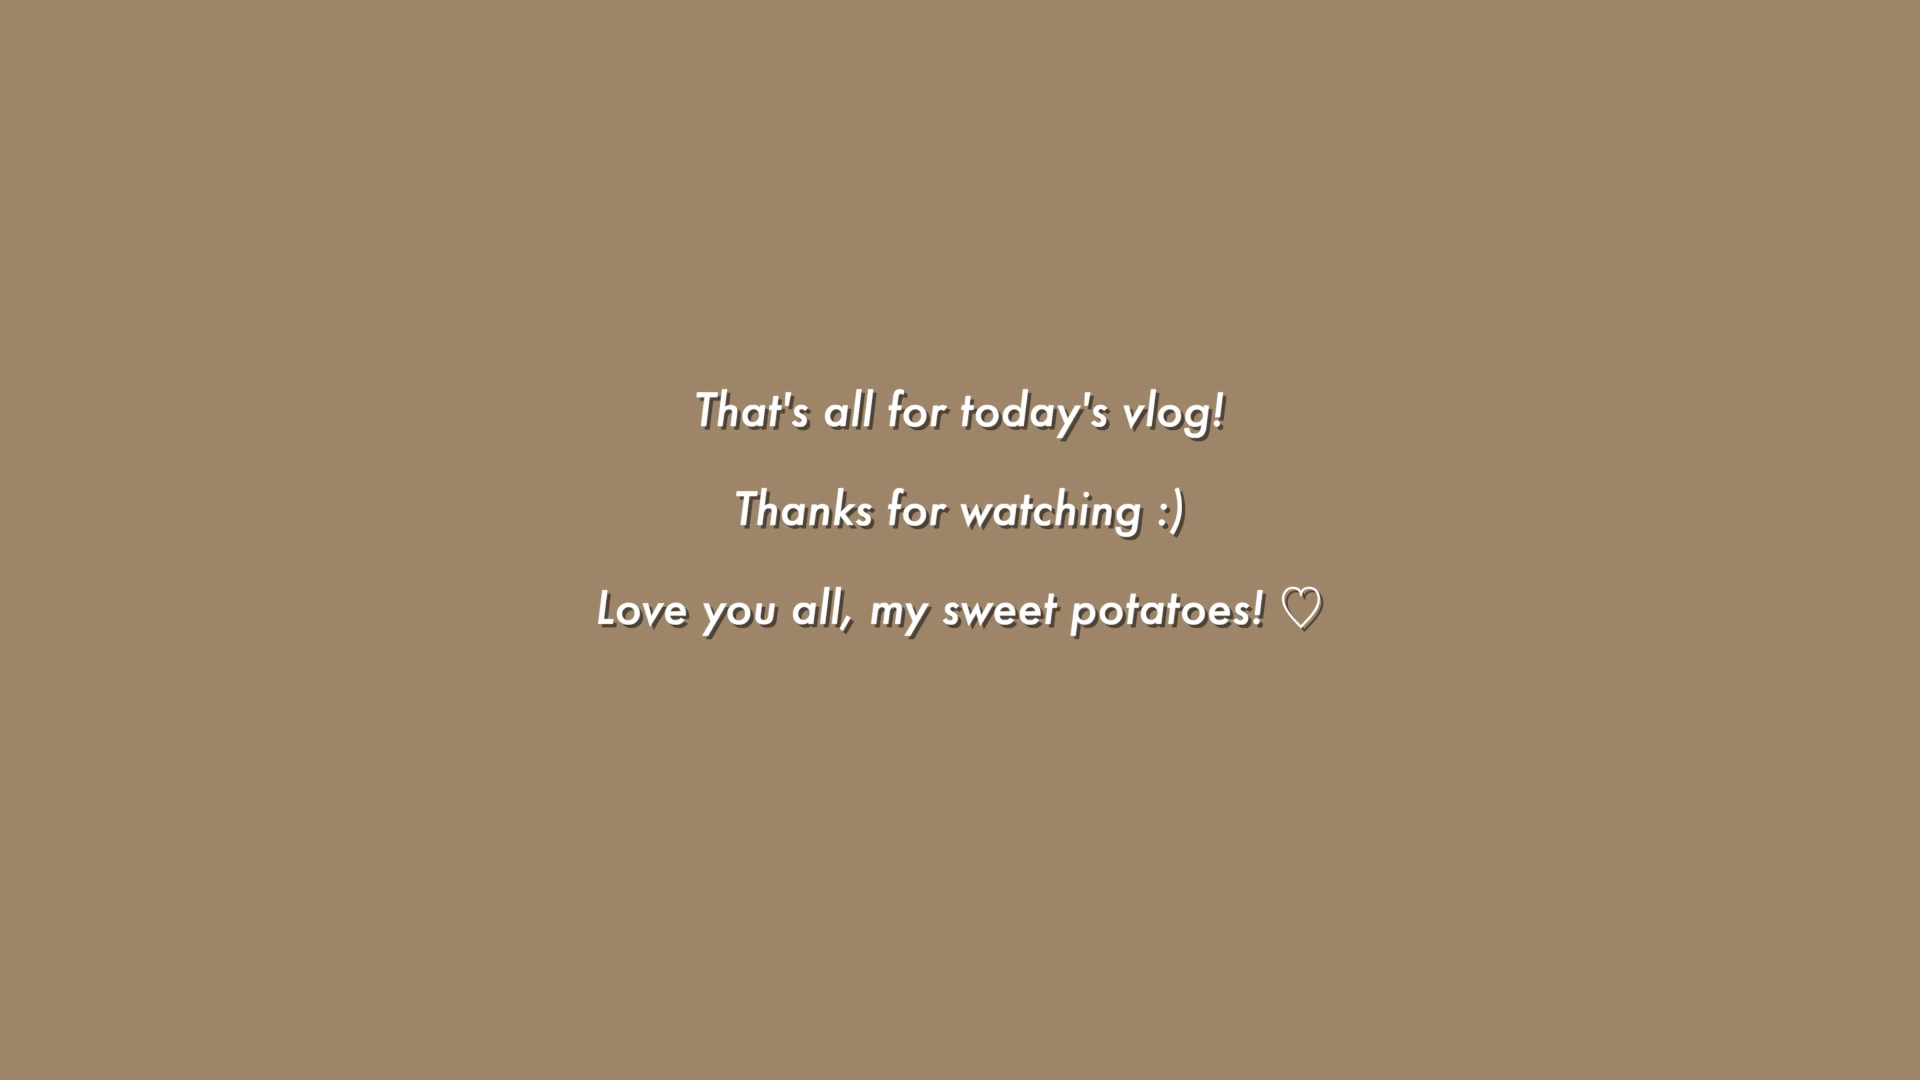 That's all for today's vlog!
Thanks for watching :)
Love you all, my sweet potatoes! ♡